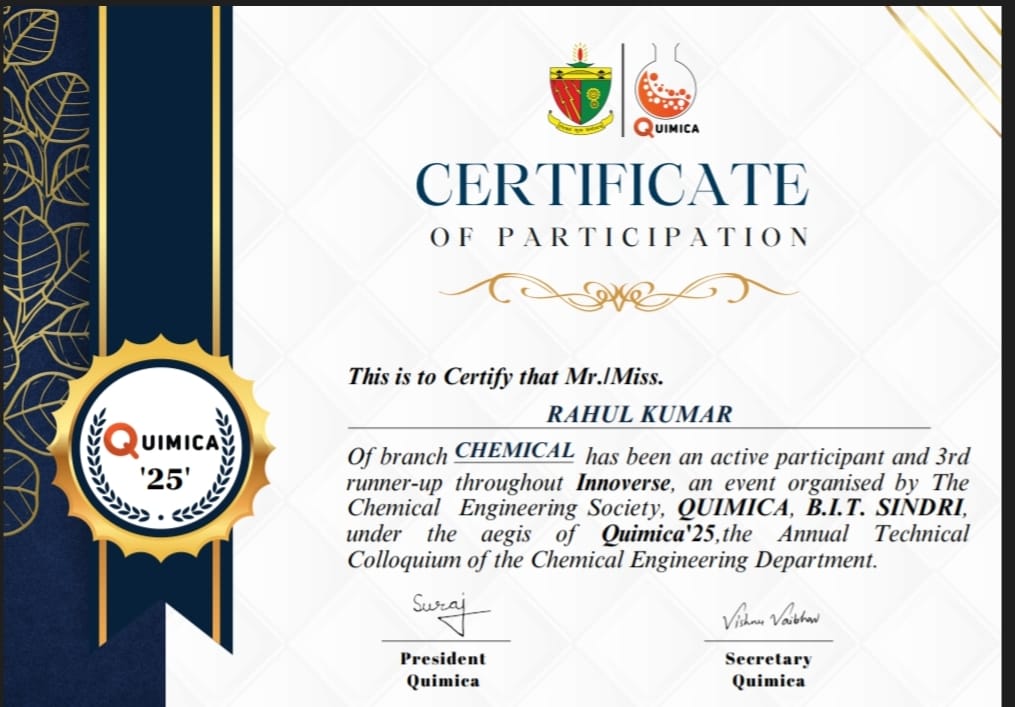 QUIMICA
CERTIFICATE
OF PARTICIPATION
This is to Certify that Mr./Miss.
RAHUL KUMAR
Of branch CHEMICAL has been an active participant and 3rd
runner-up throughout Innoverse, an event organised by The
Chemical Engineering Society, QUIMICA, B.I.T. SINDRI,
under the aegis of Quimica'25,the Annual Technical
Colloquium of the Chemical Engineering Department.
QUIMICA
'25'
Suraj
Vishnu Vaibhav
President
Quimica
Secretary
Quimica